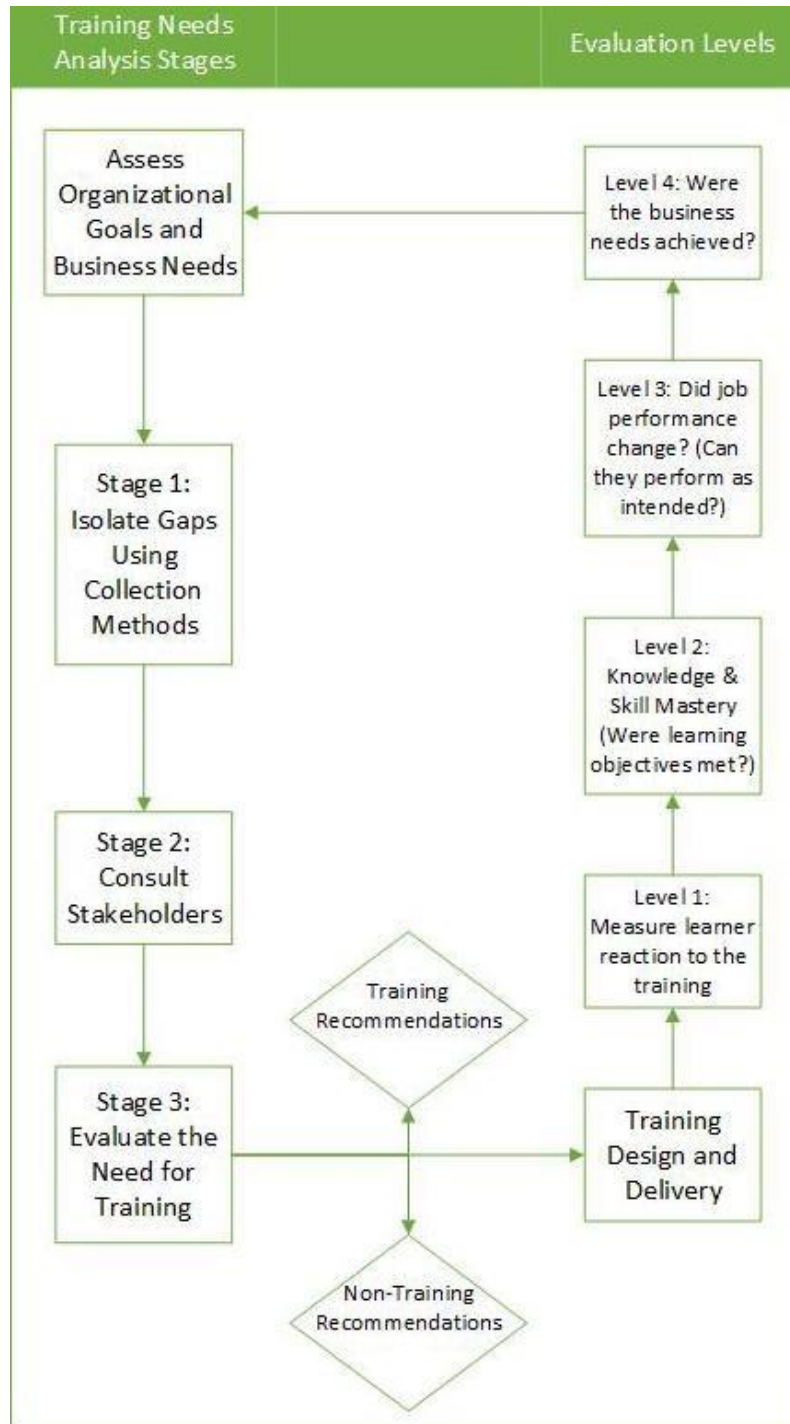 Training Needs
Analysis Stages
Evaluation Levels
Assess
Organizational
Goals and
Business Needs
Stage 1:
Isolate Gaps
Using
Collection
Methods
Stage 2:
Consult
Stakeholders
Stage 3:
Evaluate the
Need for
Training
Training
Recommendations
Non-Training
Recommendations
Training
Design and
Delivery
Level 1:
Measure learner
reaction to the
training
Level 2:
Knowledge &
Skill Mastery
(Were learning
objectives met?)
Level 3: Did job
performance
change? (Can
they perform as
intended?)
Level 4: Were
the business
needs achieved?